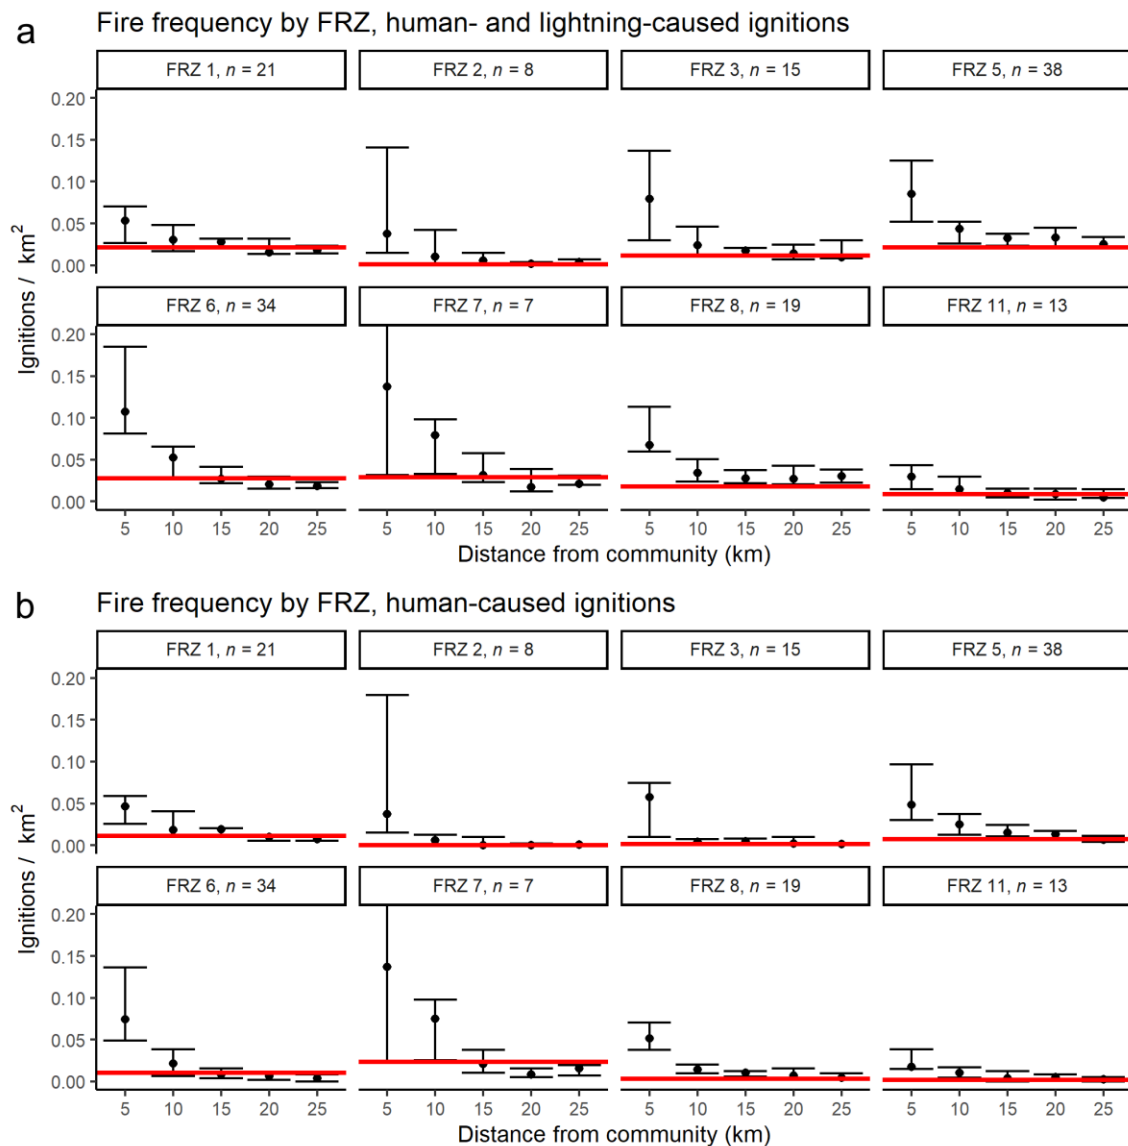 a
Fire frequency by FRZ, human- and lightning-caused ignitions
FRZ 1, n = 21
FRZ 2, n = 8
FRZ 3, n = 15
FRZ 5, n = 38
0.20
0.15
0.10
0.05
0.00
FRZ 6, n = 34
FRZ 7, n = 7
FRZ 8, n = 19
FRZ 11, n = 13
0.20
0.15
0.10
0.05
0.00
Ignitions / km²
5 10 15 20 25
5 10 15 20 25
5 10 15 20 25
5 10 15 20 25
Distance from community (km)
b
Fire frequency by FRZ, human-caused ignitions
FRZ 1, n = 21
FRZ 2, n = 8
FRZ 3, n = 15
FRZ 5, n = 38
0.20
0.15
0.10
0.05
0.00
FRZ 6, n = 34
FRZ 7, n = 7
FRZ 8, n = 19
FRZ 11, n = 13
0.20
0.15
0.10
0.05
0.00
Ignitions / km²
5 10 15 20 25
5 10 15 20 25
5 10 15 20 25
5 10 15 20 25
Distance from community (km)